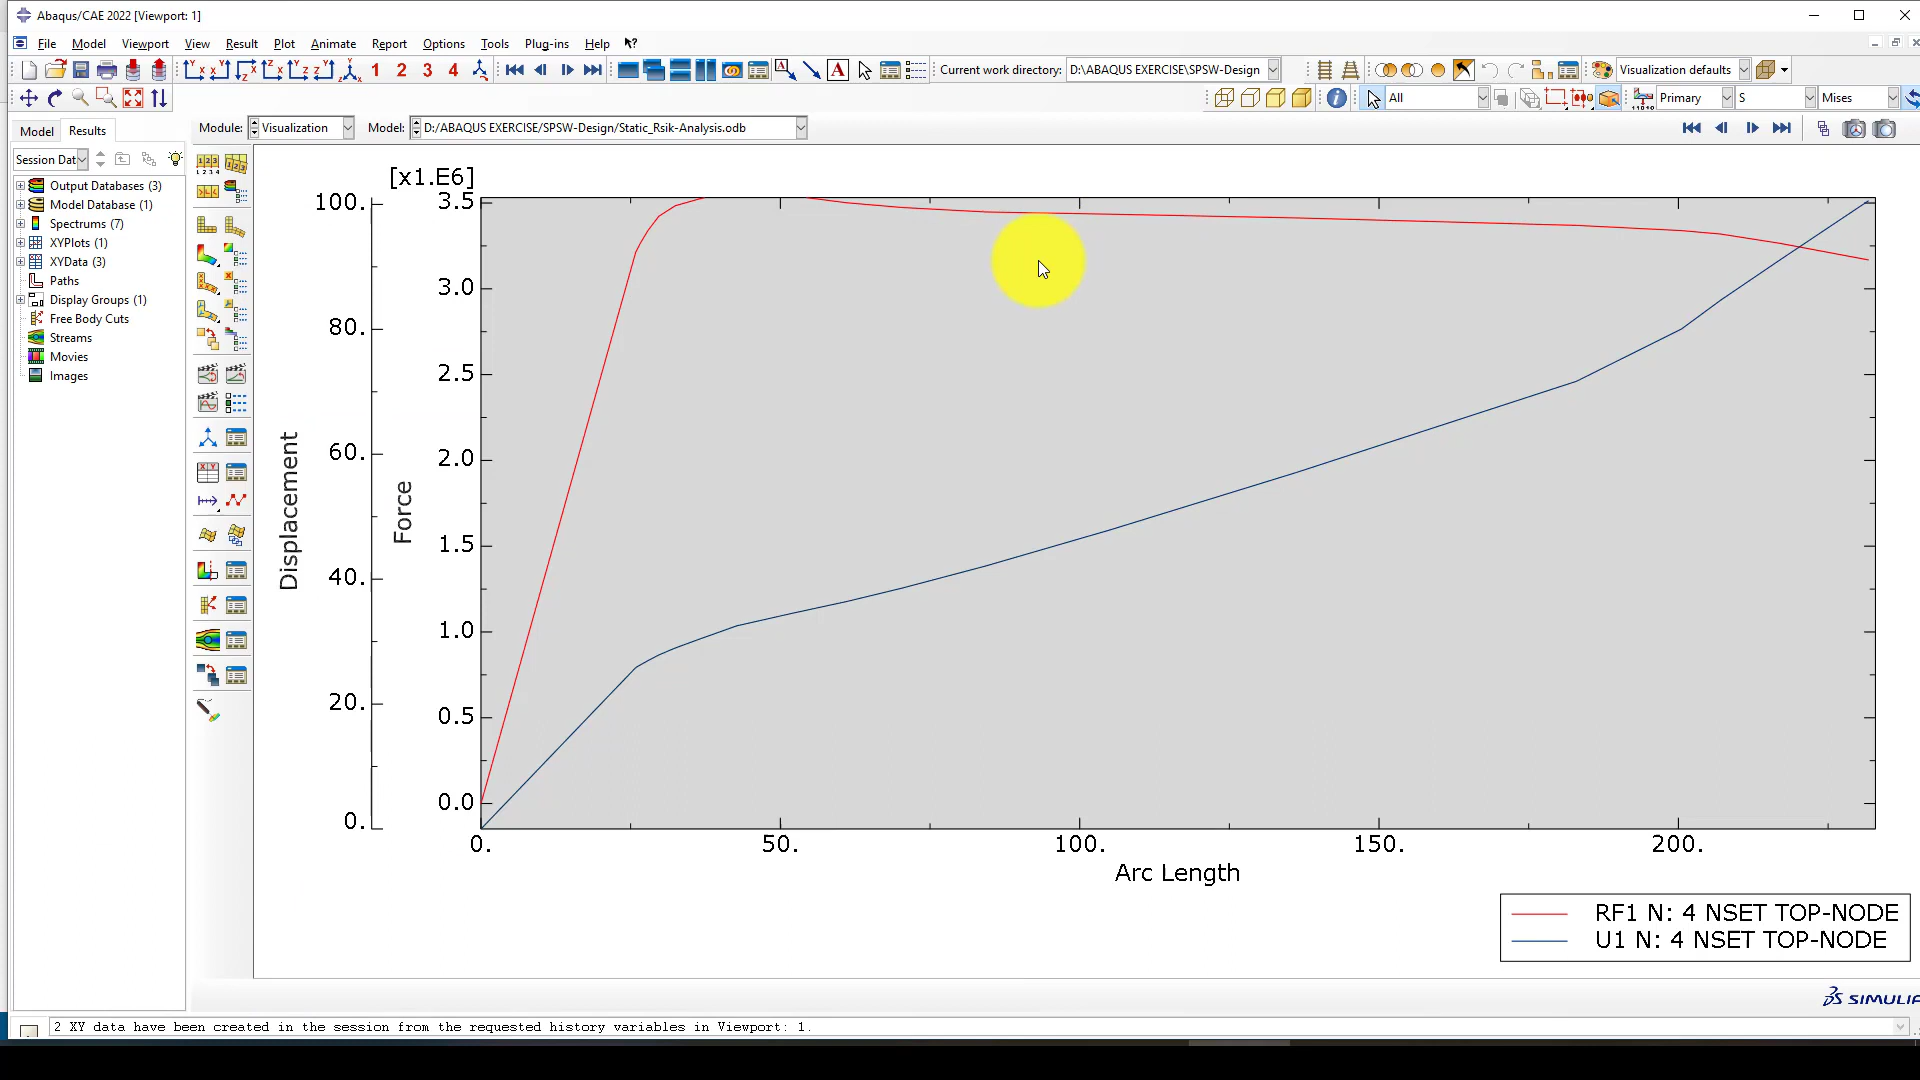 Abaqus/CAE 2022 [Viewport: 1]
File Model Viewport View Result Plot Animate Report Options Tools Plug-ins Help
1 2 3 4 A A Current work directory: D:\ABAQUS EXERCISE\SPSW-Design Visualization defaults
All Primary S Mises
Model Results Module: Visualization Model: D:/ABAQUS EXERCISE/SPSW-Design/Static_Rsik-Analysis.odb
Session Dat
Output Databases (3)
Model Database (1)
Spectrums (7)
XYPlots (1)
XYData (3)
Paths
Display Groups (1)
Free Body Cuts
Streams
Movies
Images
[x1.E6]
100.
80.
60.
40.
20.
0.
Displacement
3.5
3.0
2.5
2.0
1.5
1.0
0.5
0.0
Force
0. 50. 100. 150. 200.
Arc Length
RF1 N: 4 NSET TOP-NODE
U1 N: 4 NSET TOP-NODE
SIMULIA
2 XY data have been created in the session from the requested history variables in Viewport: 1.